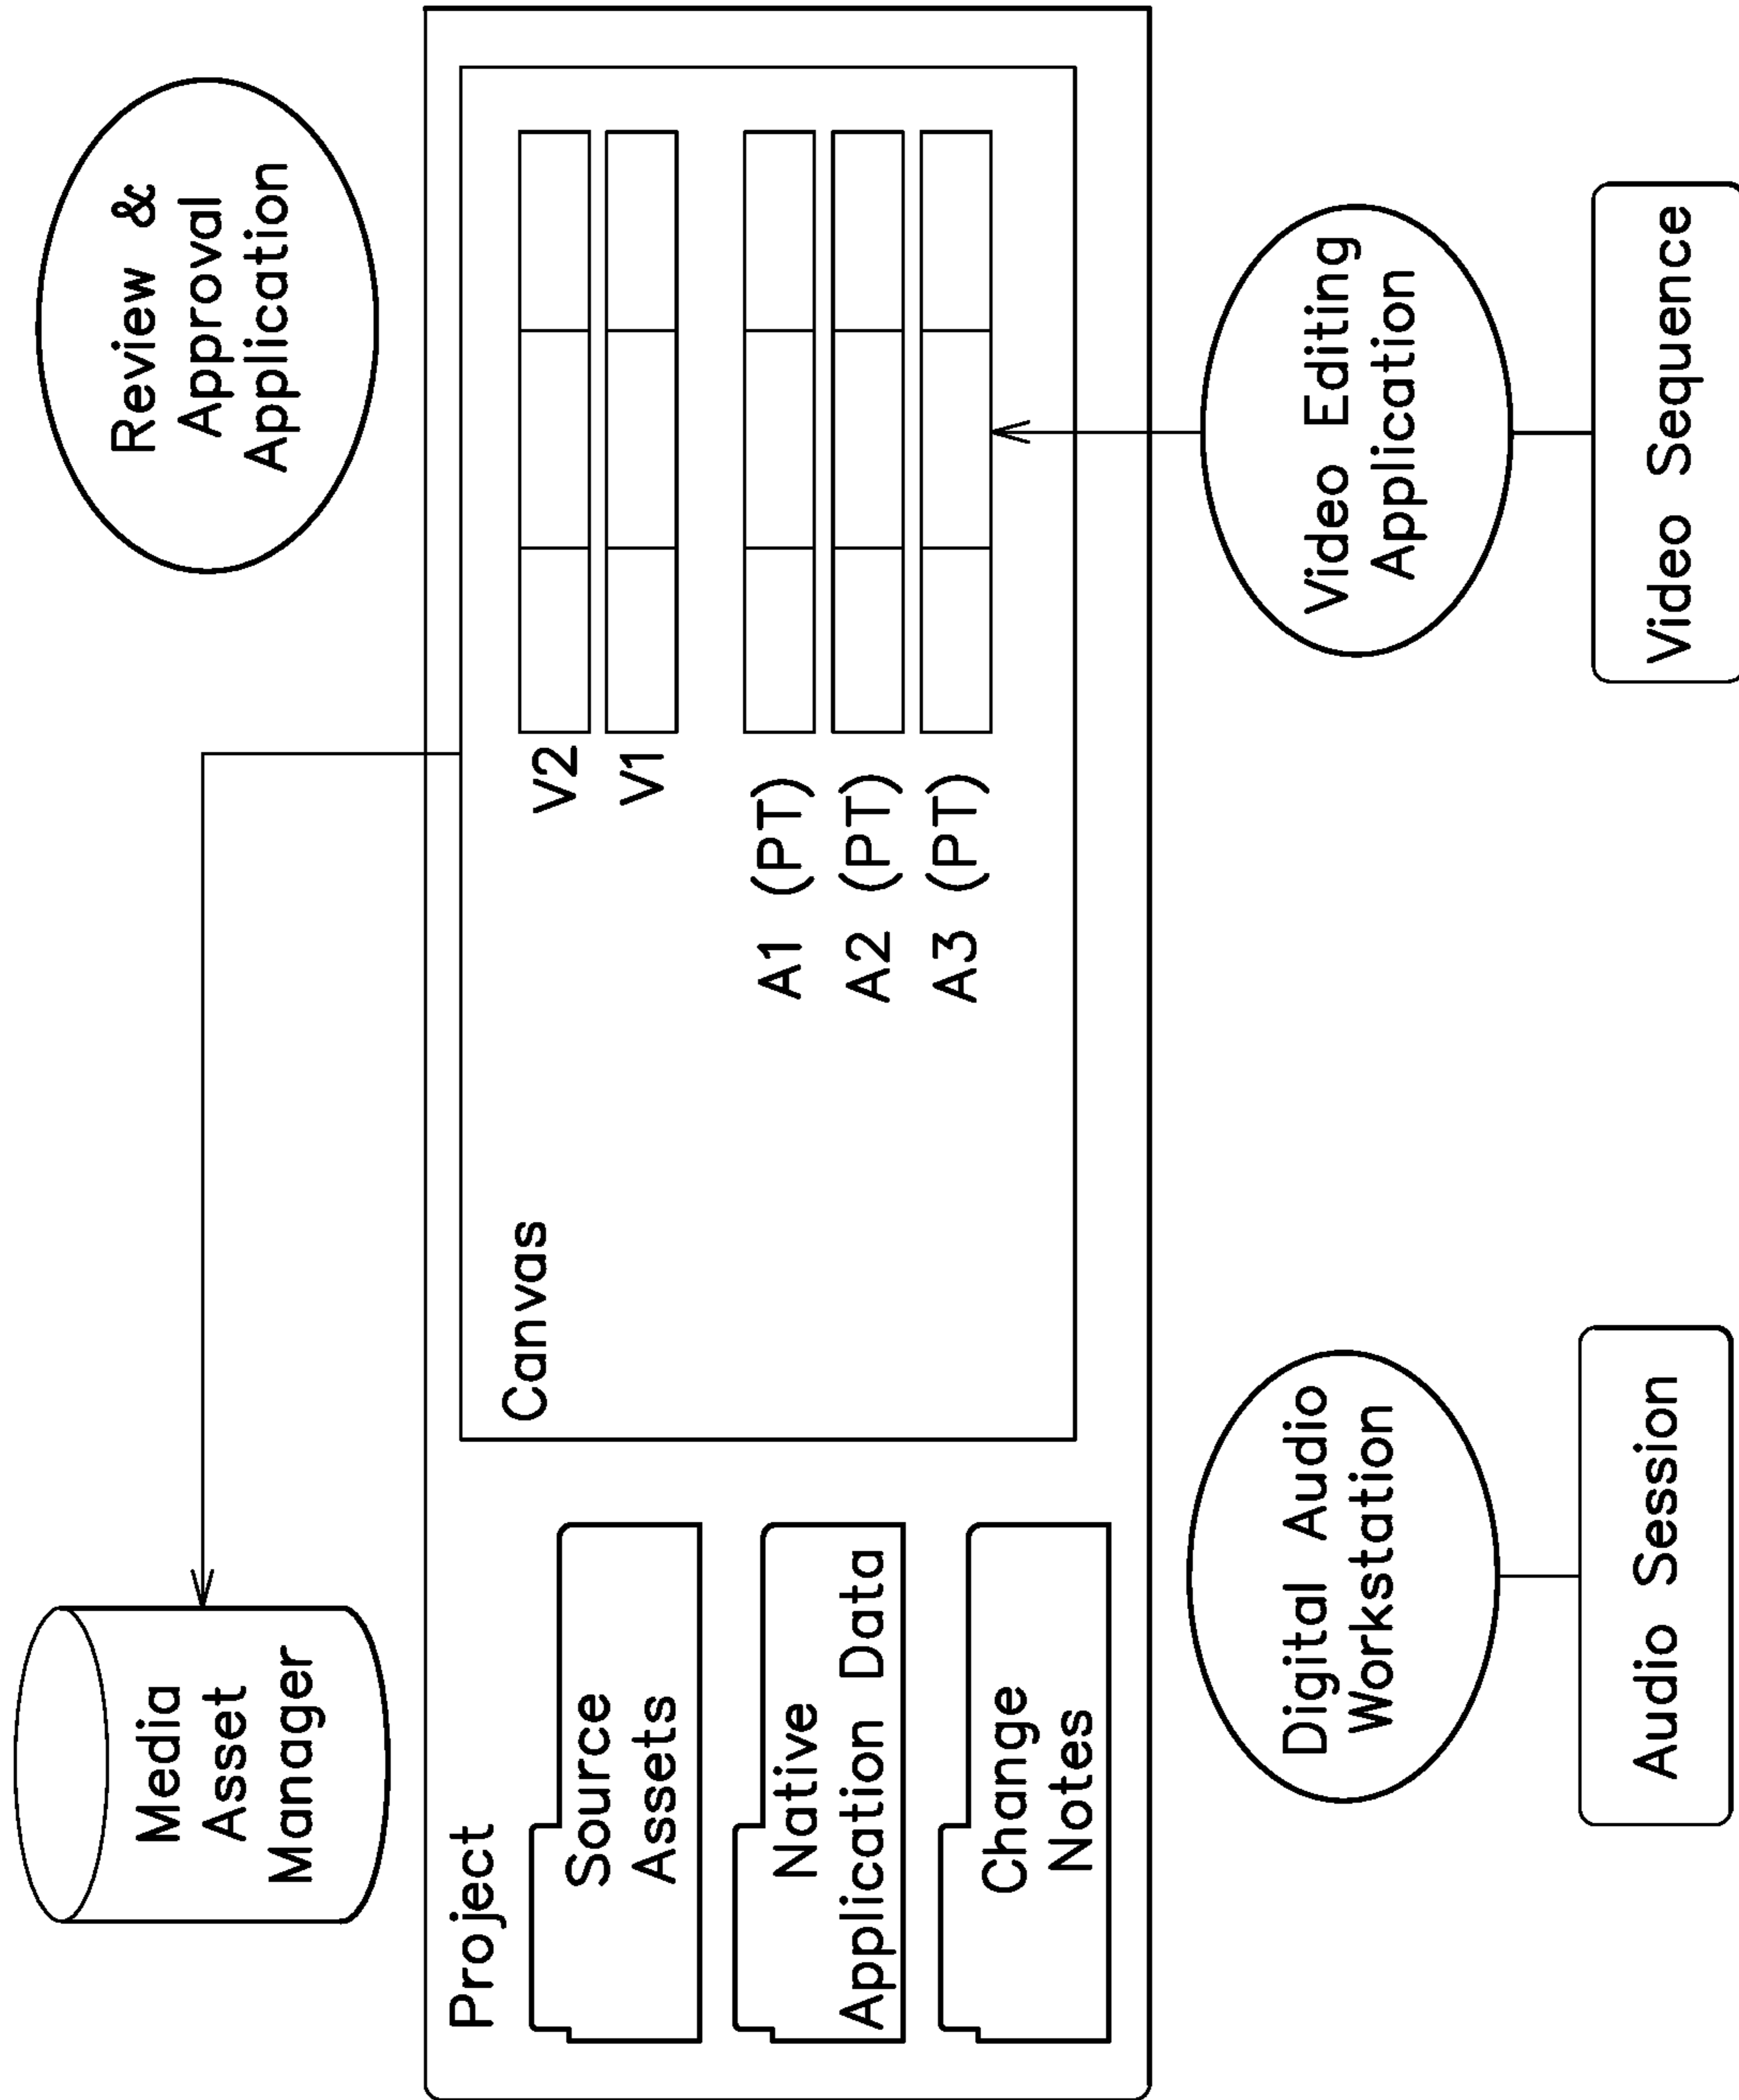 Media
Asset
Manager
Review &
Approval
Application
Project
Source
Assets
Native
Application Data
Change
Notes
Canvas
V2
V1
A1 (PT)
A2 (PT)
A3 (PT)
Digital Audio
Workstation
Audio Session
Video Editing
Application
Video Sequence